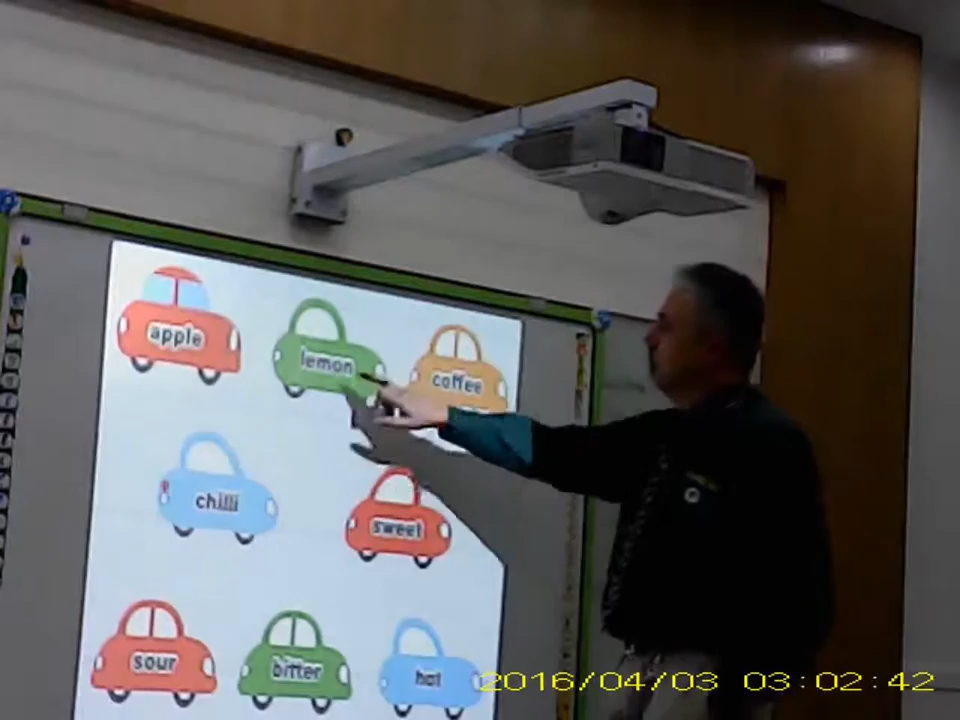 apple
lemon
coffee
chilli
sweet
sour
bitter
hot
2016/04/03 03:02:42